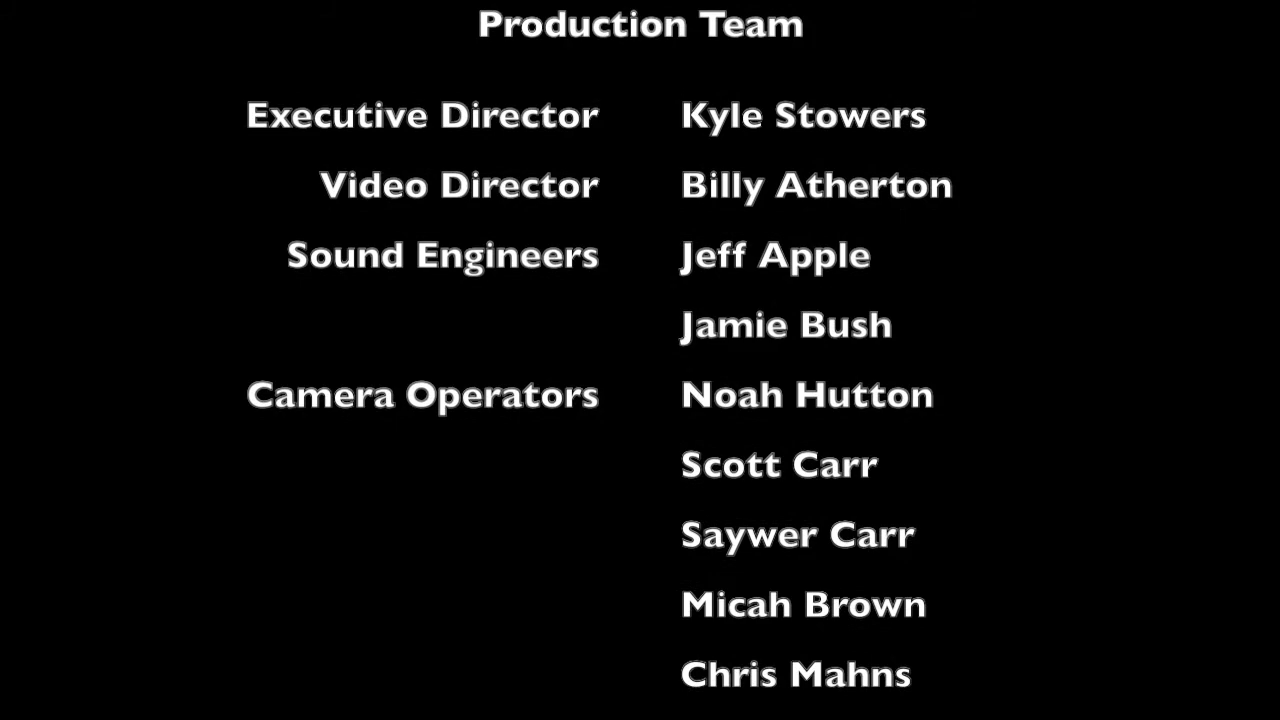 Production Team
Executive Director Kyle Stowers
Video Director Billy Atherton
Sound Engineers Jeff Apple
Jamie Bush
Camera Operators Noah Hutton
Scott Carr
Saywer Carr
Micah Brown
Chris Mahns